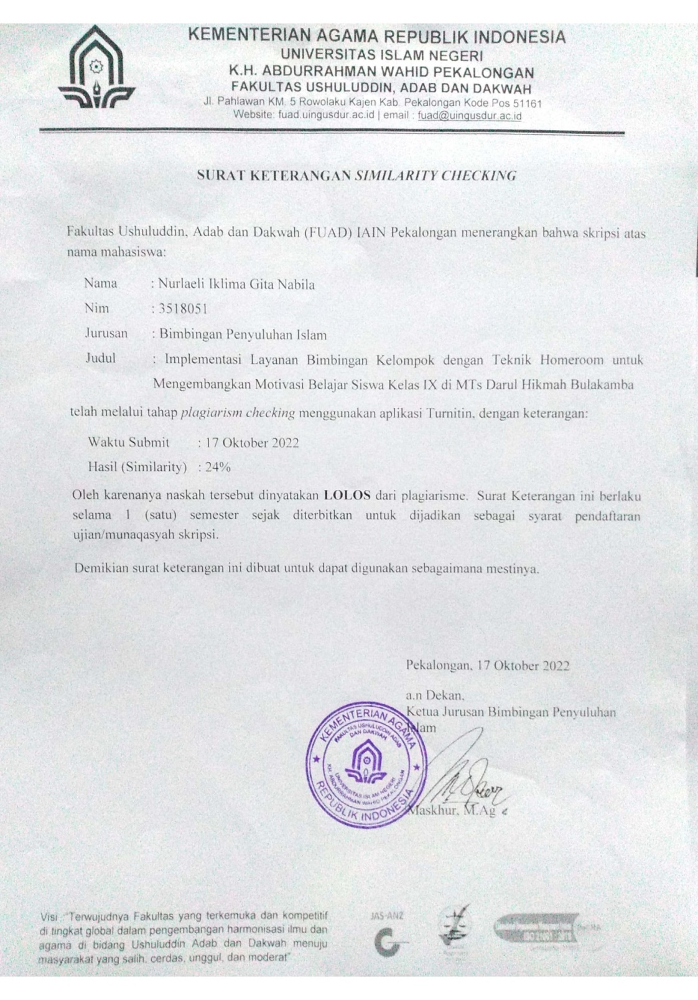 KEMENTERIAN AGAMA REPUBLIK INDONESIA
UNIVERSITAS ISLAM NEGERI
K.H. ABDURRAHMAN WAHID PEKALONGAN
FAKULTAS USHULUDDIN, ADAB DAN DAKWAH
Jl. Pahlawan KM. 5 Rowolaku Kajen Kab. Pekalongan Kode Pos 51161
Website: fuad.uingusdur.ac.id | email : fuad@uingusdur.ac.id
SURAT KETERANGAN SIMILARITY CHECKING
Fakultas Ushuluddin, Adab dan Dakwah (FUAD) IAIN Pekalongan menerangkan bahwa skripsi atas
nama mahasiswa:
Nama : Nurlaeli Iklima Gita Nabila
Nim : 3518051
Jurusan : Bimbingan Penyuluhan Islam
Judul : Implementasi Layanan Bimbingan Kelompok dengan Teknik Homeroom untuk
Mengembangkan Motivasi Belajar Siswa Kelas IX di MTs Darul Hikmah Bulakamba
telah melalui tahap plagiarism checking menggunakan aplikasi Turnitin, dengan keterangan:
Waktu Submit : 17 Oktober 2022
Hasil (Similarity) : 24%
Oleh karenanya naskah tersebut dinyatakan LOLOS dari plagiarisme. Surat Keterangan ini berlaku
selama 1 (satu) semester sejak diterbitkan untuk dijadikan sebagai syarat pendaftaran
ujian/munaqasyah skripsi.
Demikian surat keterangan ini dibuat untuk dapat digunakan sebagaimana mestinya.
Pekalongan, 17 Oktober 2022
a.n Dekan,
Ketua Jurusan Bimbingan Penyuluhan
Islam
KEMENTERIAN AGAMA
FAKULTAS USHULUDDIN ADAB
DAN DAKWAH
UNIVERSITAS ISLAM NEGERI
KH. ABDURRAHMAN WAHID PEKALONGAN
REPUBLIK INDONESIA
Maskhur, M.Ag
Visi :"Terwujudnya Fakultas yang terkemuka dan kompetitif
di tingkat global dalam pengembangan harmonisasi ilmu dan
agama di bidang Ushuluddin Adab dan Dakwah menuju
masyarakat yang salih, cerdas, unggul, dan moderat"
JAS-ANZ